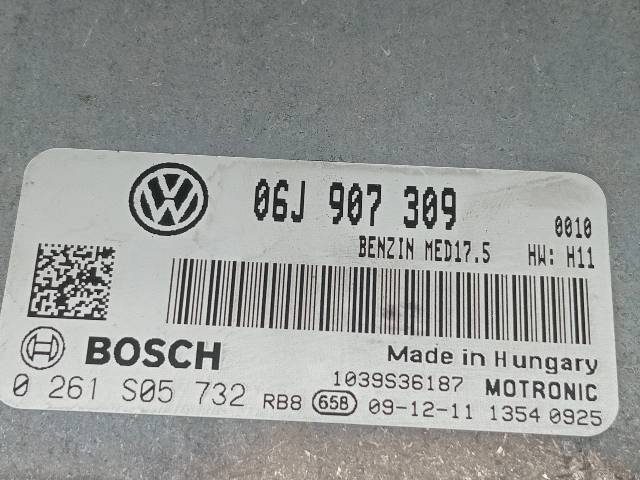 VW
06J 907 309
0010
BENZIN MED17.5 HW: H11
BOSCH
Made in Hungary
1039S36187 MOTRONIC
0 261 S05 732 RB8 658 09-12-11 1354 0925